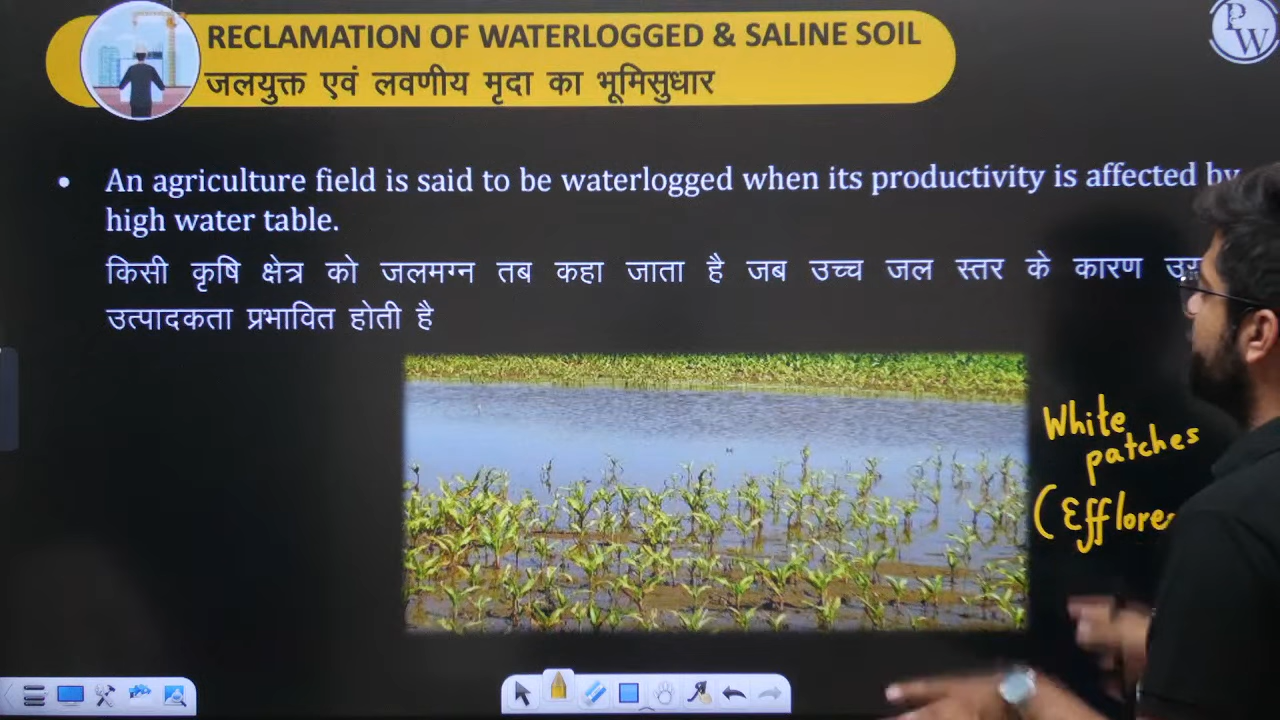 RECLAMATION OF WATERLOGGED & SALINE SOIL
जलयुक्त एवं लवणीय मृदा का भूमिसुधार
PW
• An agriculture field is said to be waterlogged when its productivity is affected by
high water table.
किसी कृषि क्षेत्र को जलमग्न तब कहा जाता है जब उच्च जल स्तर के कारण
उत्पादकता प्रभावित होती है
White
patches